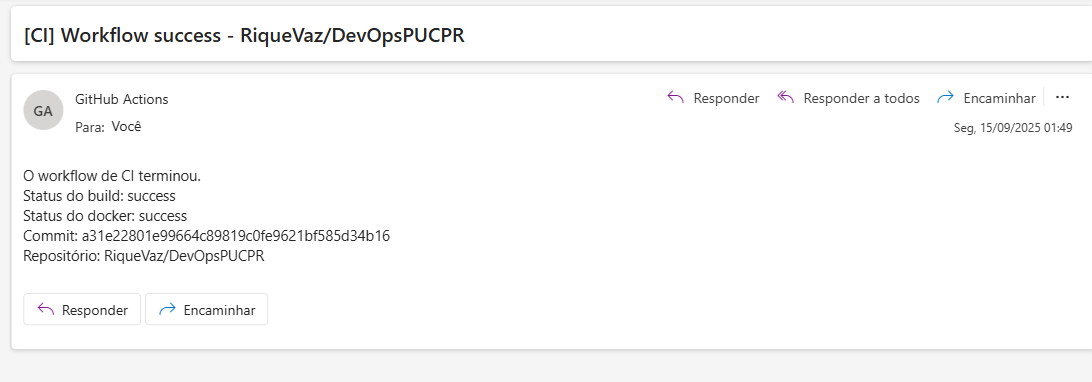 [CI] Workflow success - RiqueVaz/DevOpsPUCPR
GA
GitHub Actions
Responder
Responder a todos
Encaminhar
Para: Você
Seg, 15/09/2025 01:49
O workflow de CI terminou.
Status do build: success
Status do docker: success
Commit: a31e22801e99664c89819c0fe9621bf585d34b16
Repositório: RiqueVaz/DevOpsPUCPR
Responder
Encaminhar